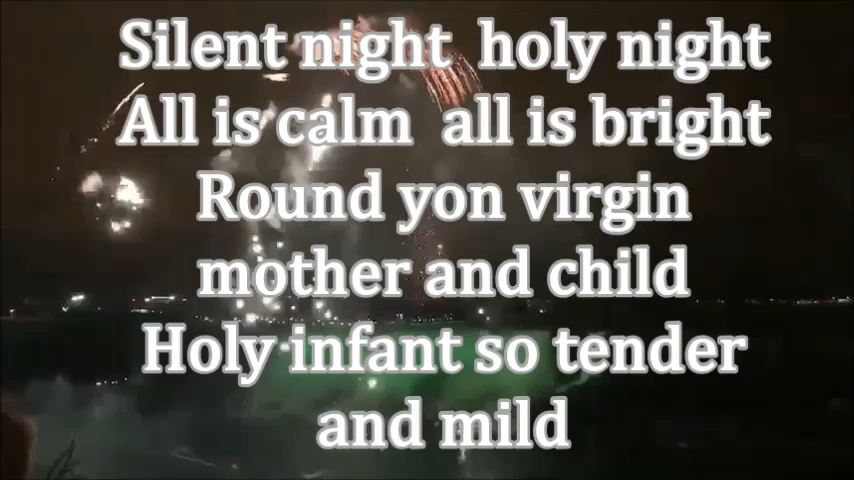 Silent night  holy night
All is calm  all is bright
Round yon virgin
mother and child
Holy infant so tender
and mild